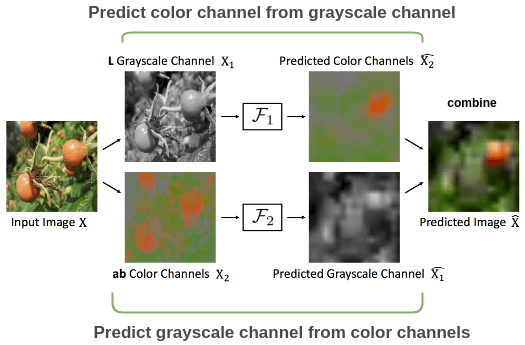 Predict color channel from grayscale channel
L Grayscale Channel X₁
Predicted Color Channels X̂₂
combine
ℱ₁
Input Image X
ℱ₂
Predicted Image X̂
ab Color Channels X₂
Predicted Grayscale Channel X̂₁
Predict grayscale channel from color channels